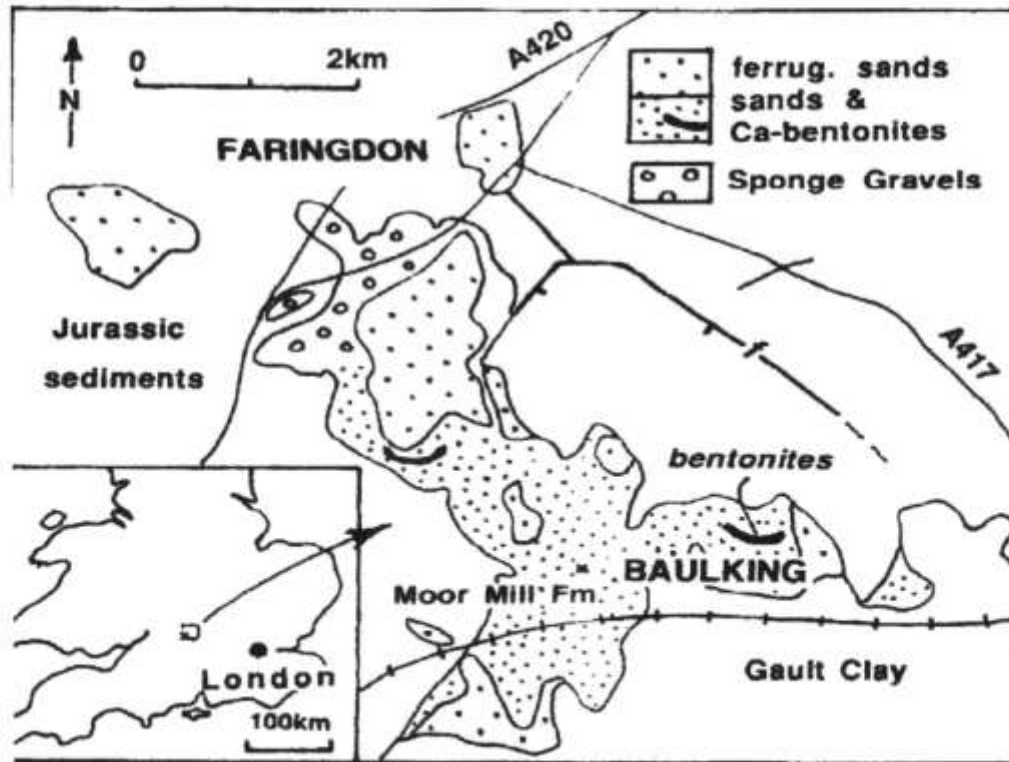 0 2km
N
A420
ferrug. sands
sands &
Ca-bentonites
Sponge Gravels
FARINGDON
Jurassic
sediments
f
A417
bentonites
BAULKING
Moor Mill Fm.
Gault Clay
London
100km